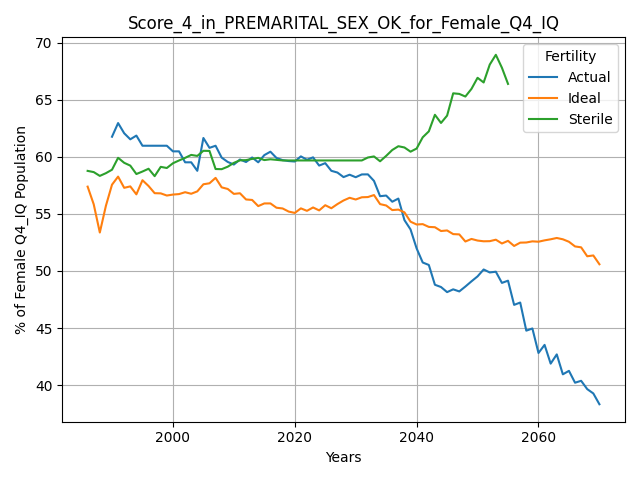 Score_4_in_PREMARITAL_SEX_OK_for_Female_Q4_IQ
% of Female Q4_IQ Population
70
65
60
55
50
45
40
Fertility
Actual
Ideal
Sterile
2000
2020
2040
2060
Years